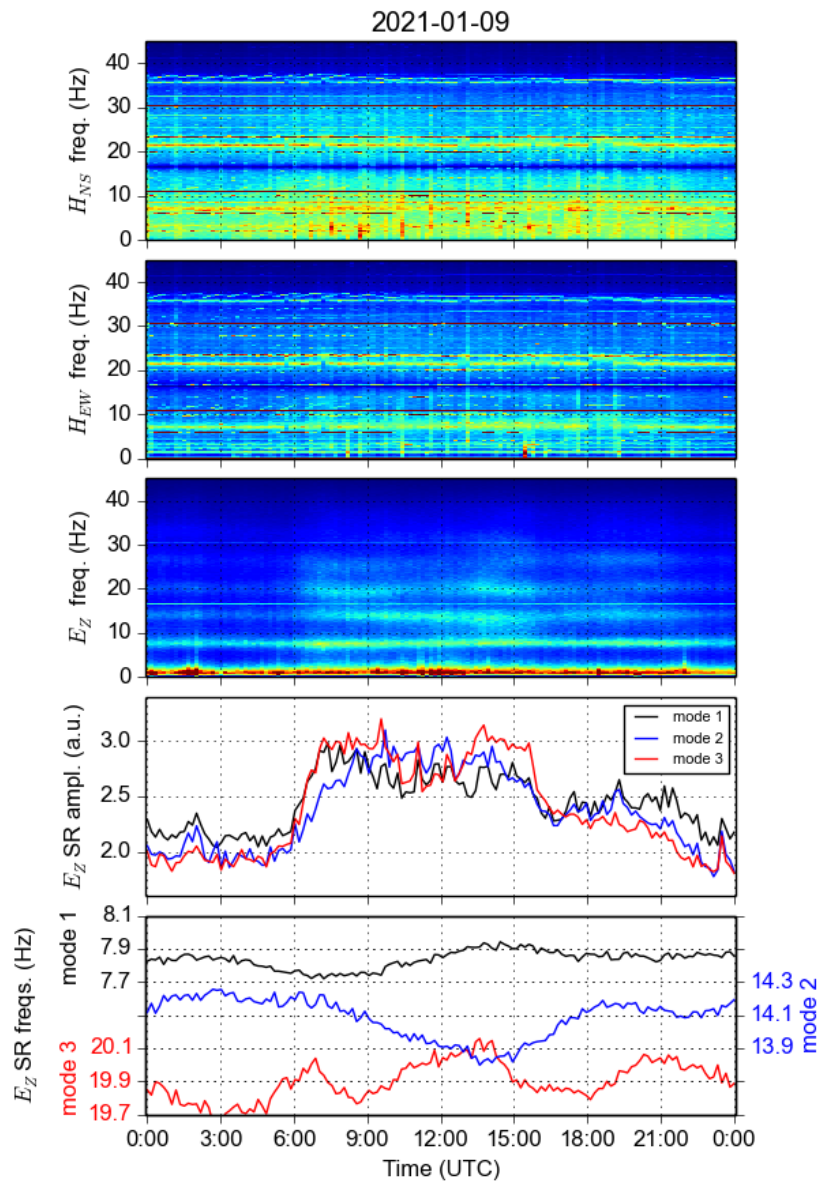 2021-01-09
H_NS freq. (Hz)
40
30
20
10
0
H_EW freq. (Hz)
40
30
20
10
0
E_Z freq. (Hz)
40
30
20
10
0
E_Z SR ampl. (a.u.)
3.0
2.5
2.0
mode 1
mode 2
mode 3
E_Z SR freqs. (Hz)
mode 1
8.1
7.9
7.7
mode 2
14.3
14.1
13.9
mode 3
20.1
19.9
19.7
0:00 3:00 6:00 9:00 12:00 15:00 18:00 21:00 0:00
Time (UTC)